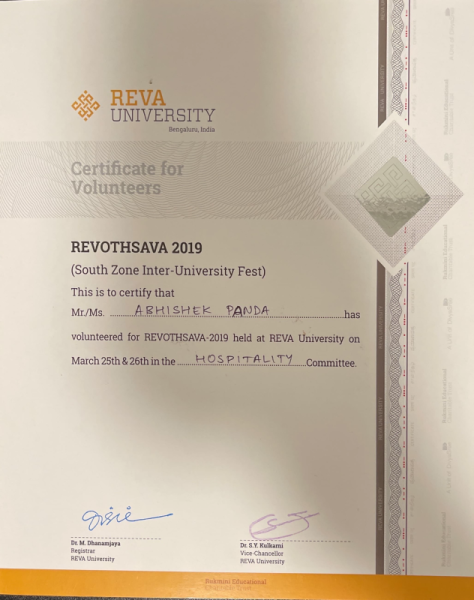 REVA
UNIVERSITY
Bengaluru, India
Certificate for
Volunteers
REVOTHSAVA 2019
(South Zone Inter-University Fest)
This is to certify that
Mr./Ms. ABHISHEK PANDA has
volunteered for REVOTHSAVA-2019 held at REVA University on
March 25th & 26th in the HOSPITALITY Committee.
Dr. M. Dhanamjaya
Registrar
REVA University
Dr. S.Y. Kulkarni
Vice-Chancellor
REVA University
Rukmini Educational